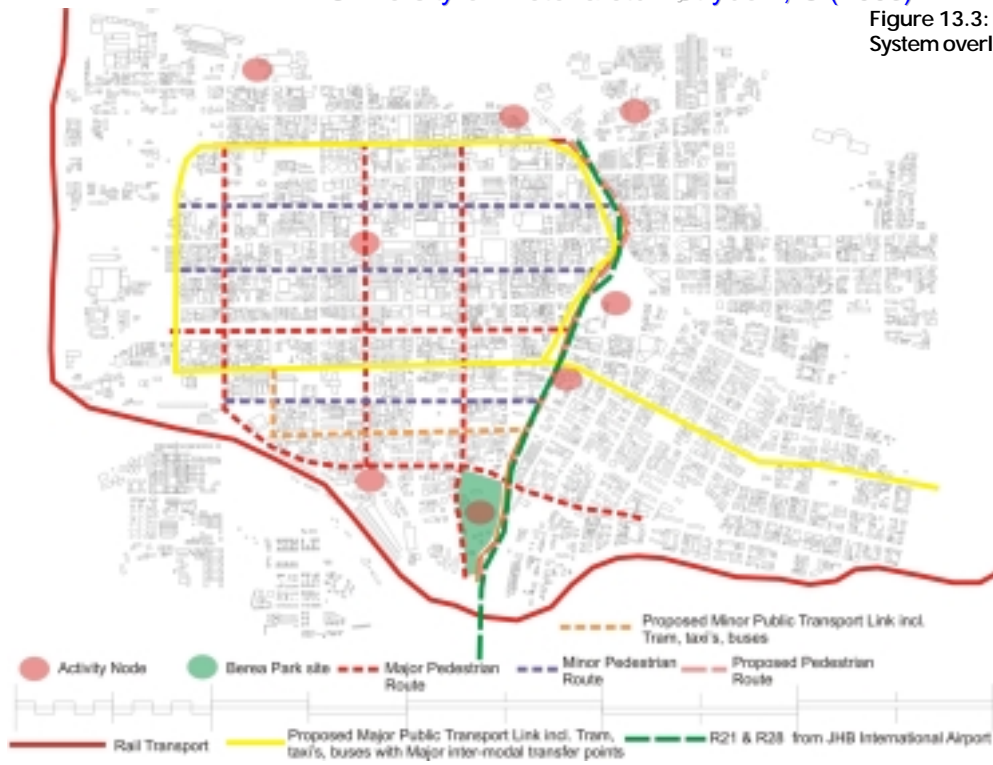 Figure 13.3:
System overl
Proposed Minor Public Transport Link incl.
Tram, taxi's, buses
Activity Node
Berea Park site
Major Pedestrian
Route
Minor Pedestrian
Route
Proposed Pedestrian
Route
Rail Transport
Proposed Major Public Transport Link incl. Tram,
taxi's, buses with Major inter-modal transfer points
R21 & R28 from JHB International Airport